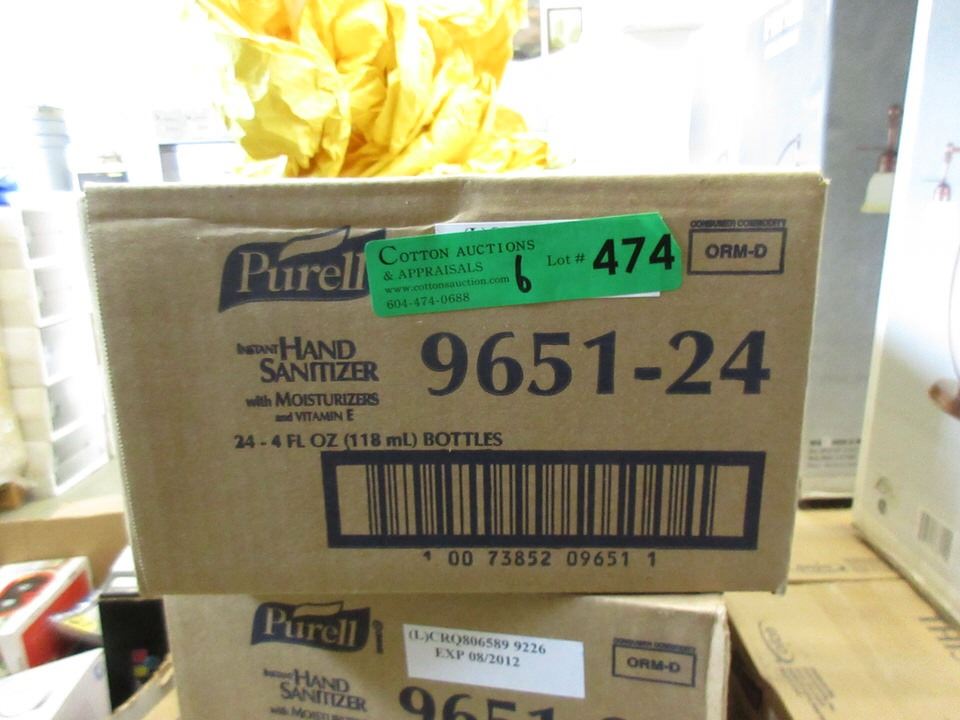 Purell
COTTON AUCTIONS
& APPRAISALS
www.cottonsauction.com
604-474-0688
6
Lot # 474
CONSUMER COMMODITY
ORM-D
INSTANT HAND
SANITIZER
with MOISTURIZERS
and VITAMIN E
9651-24
24 - 4 FL OZ (118 mL) BOTTLES
1 00 73852 09651 1
Purell
(L)CRQ806589 9226
EXP 08/2012
CONSUMER COMMODITY
ORM-D
INSTANT HAND
SANITIZER
with MOISTURIZERS